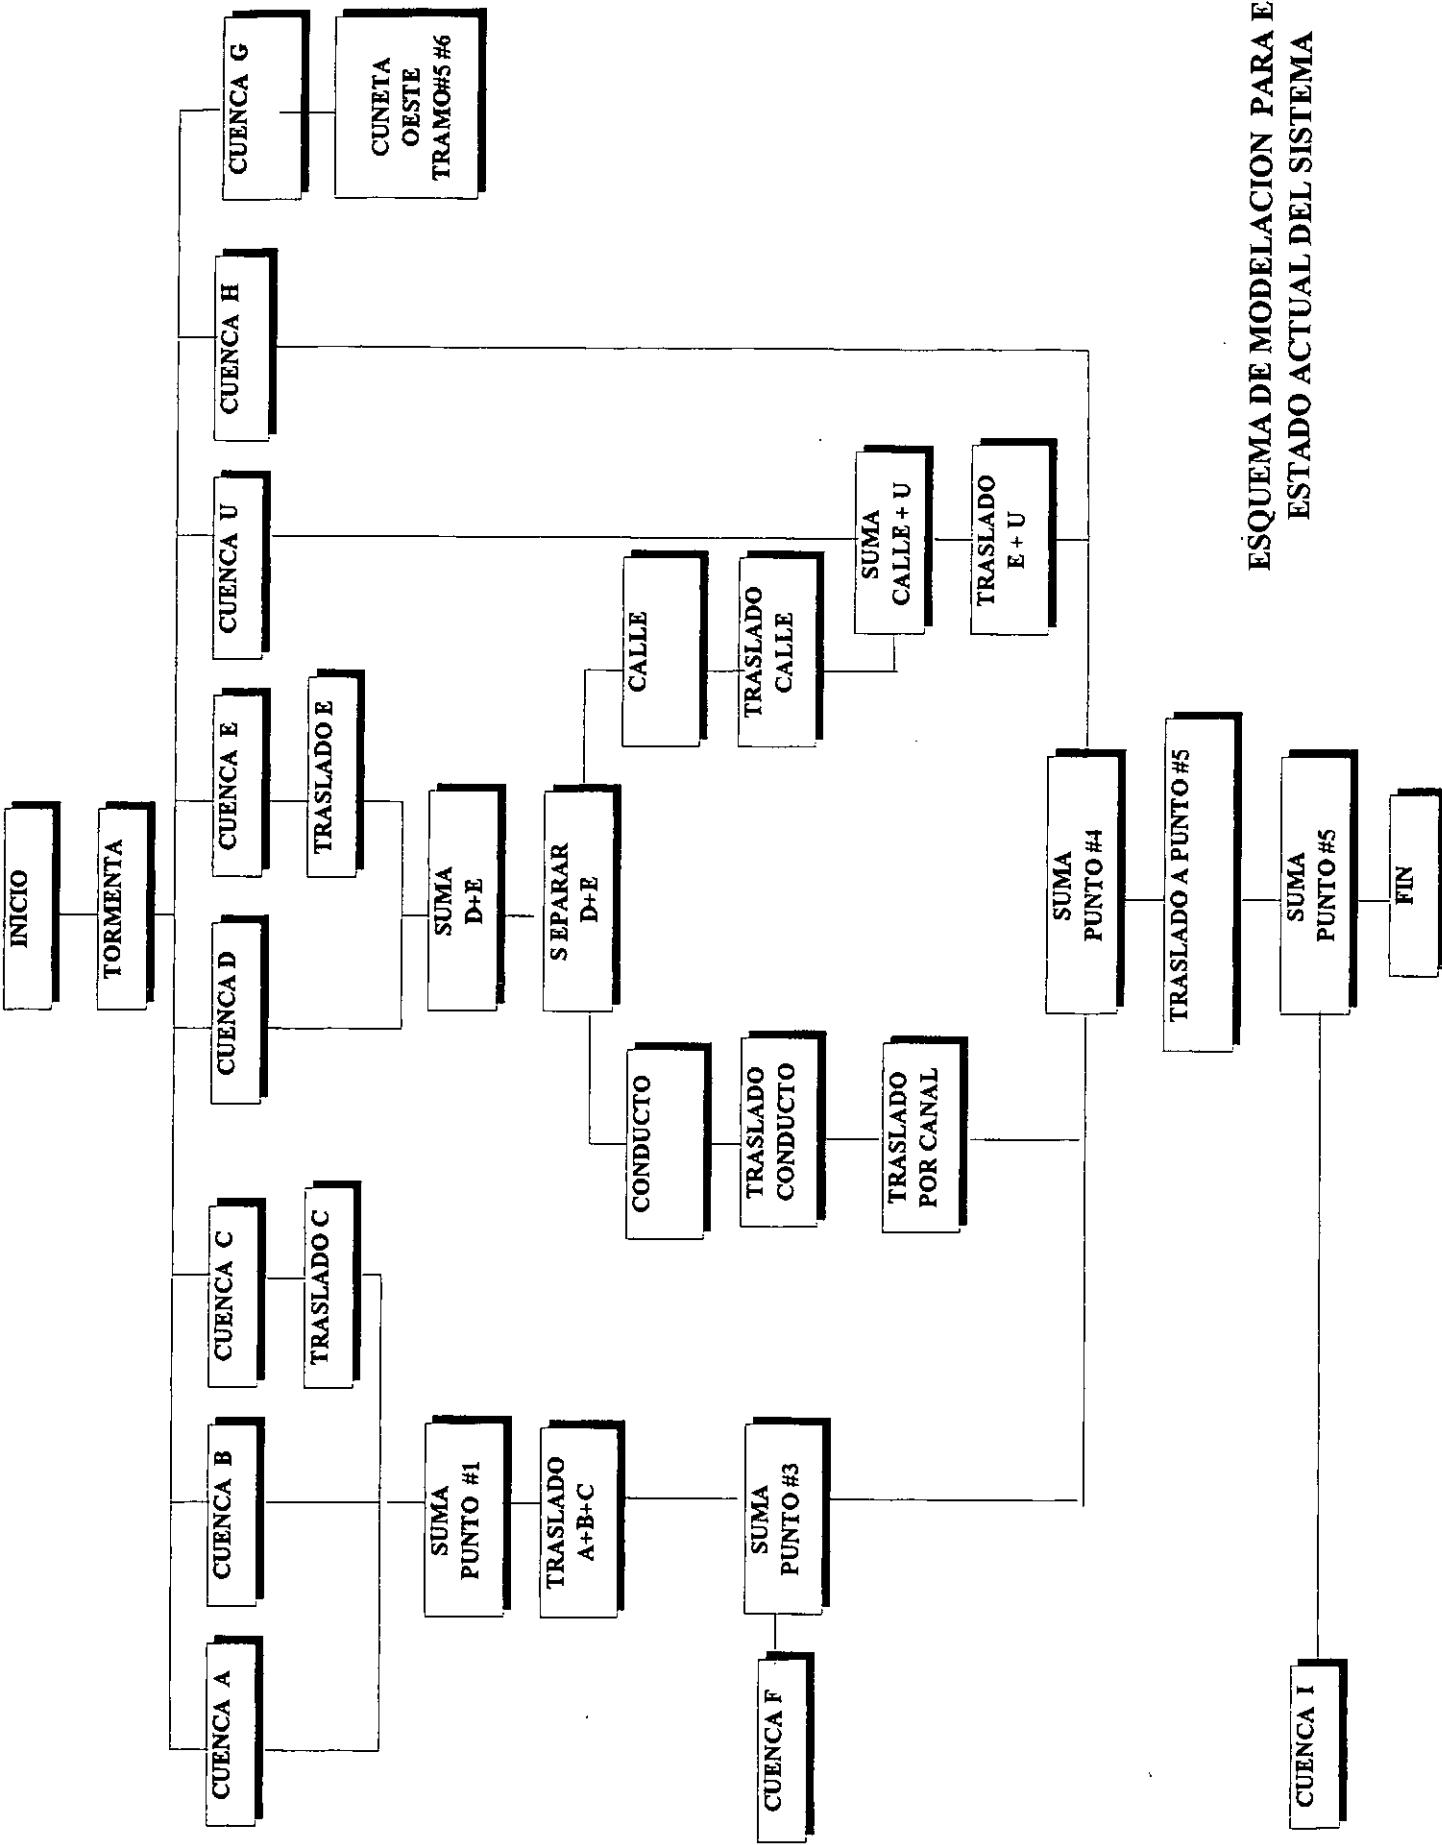 INICIO
TORMENTA
CUENCA A
CUENCA B
CUENCA C
CUENCA D
CUENCA E
CUENCA U
CUENCA H
CUENCA G
TRASLADO C
TRASLADO E
CUNETA
OESTE
TRAMO#5 #6
SUMA
PUNTO #1
SUMA
D+E
TRASLADO
A+B+C
S EPARAR
D+E
CONDUCTO
CALLE
TRASLADO
CONDUCTO
TRASLADO
CALLE
CUENCA F
SUMA
PUNTO #3
TRASLADO
POR CANAL
SUMA
CALLE + U
TRASLADO
E + U
SUMA
PUNTO #4
TRASLADO A PUNTO #5
CUENCA I
SUMA
PUNTO #5
FIN
ESQUEMA DE MODELACION PARA E
ESTADO ACTUAL DEL SISTEMA